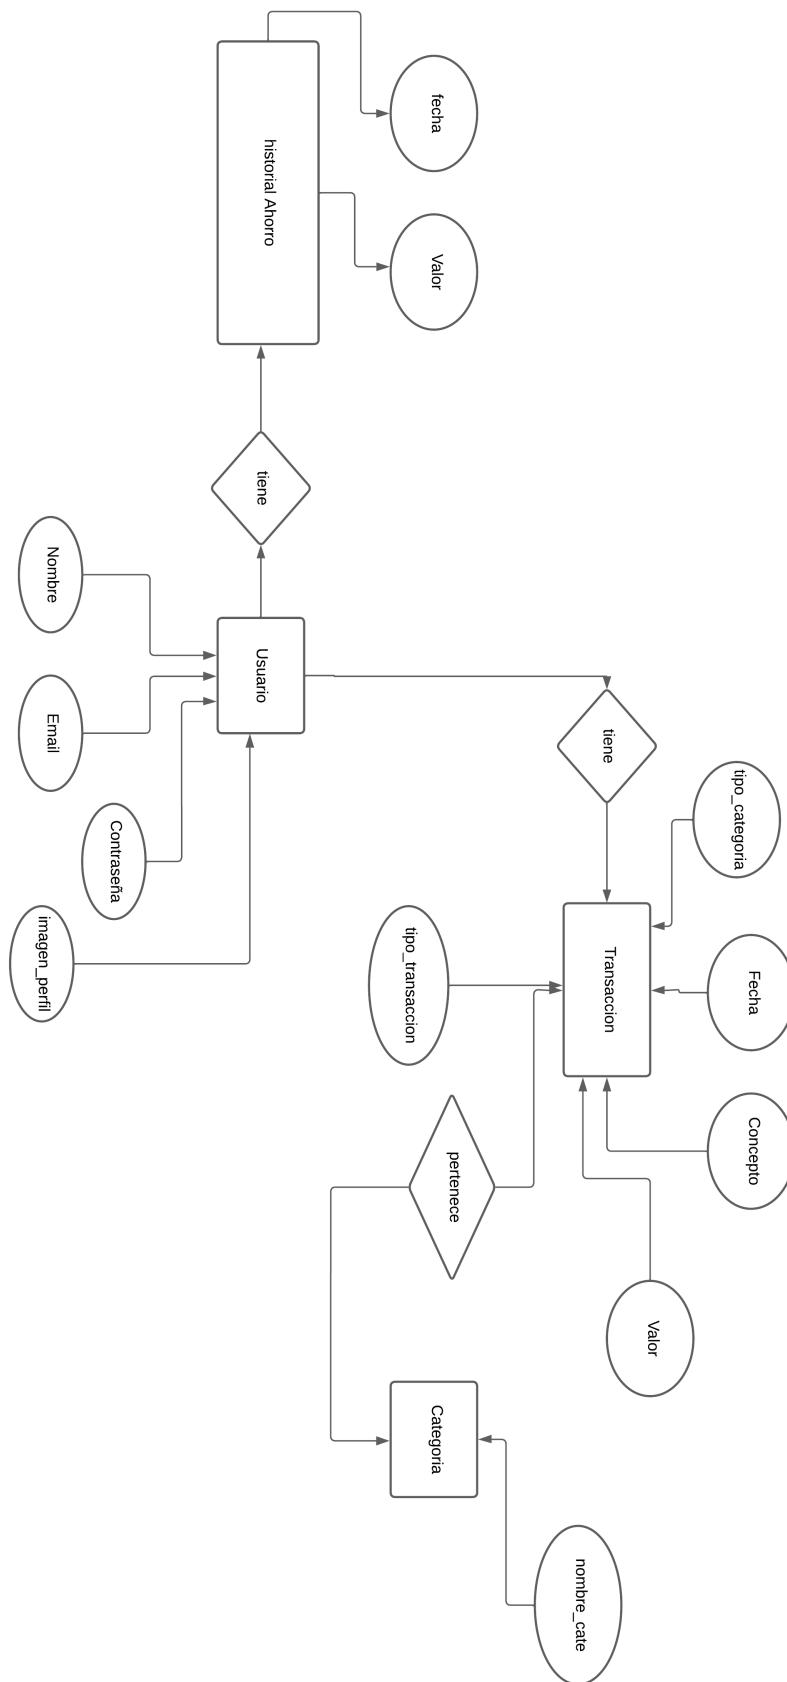 fecha
historial Ahorro
Valor
tiene
Nombre
Usuario
Email
tiene
tipo_categoria
Contraseña
imagen_perfil
tipo_transaccion
Transaccion
Fecha
Concepto
pertenece
Valor
Categoria
nombre_cate